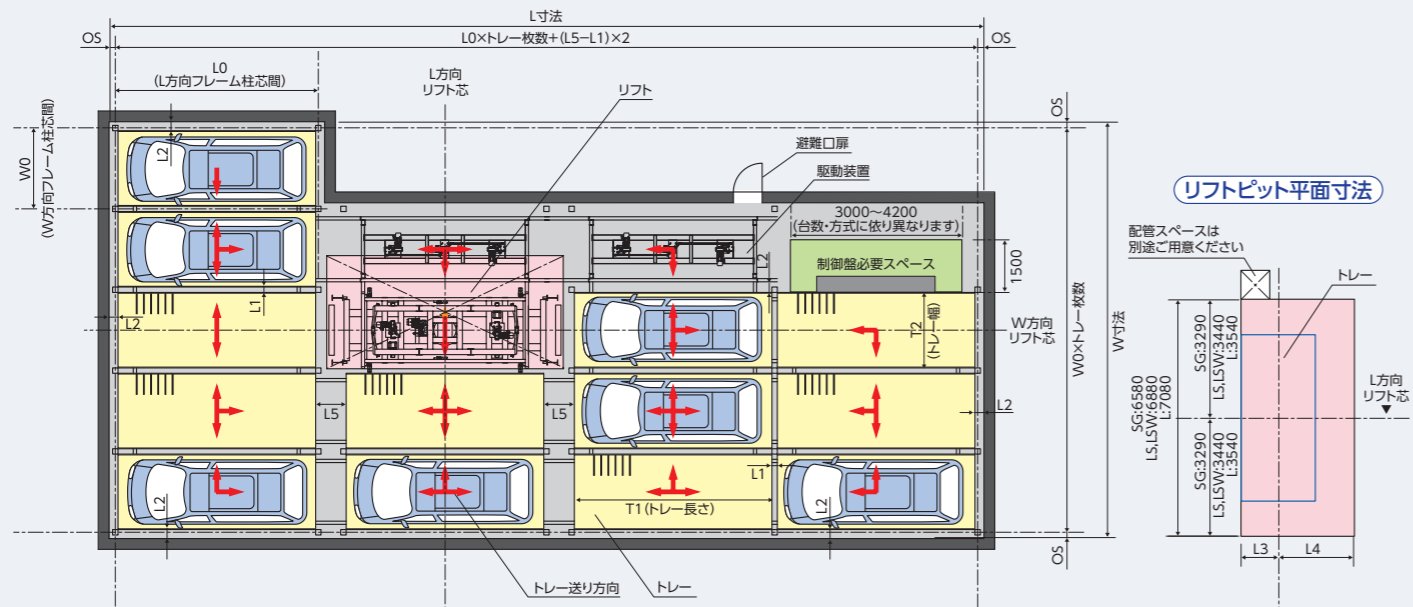 L寸法
OS
L0×トレー枚数+(L5−L1)×2
OS
L0
(L方向フレーム柱芯間)
L方向
リフト芯
リフト
OS
W0
(W方向フレーム柱芯間)
L2
避難口扉
駆動装置
3000〜4200
(台数・方式に依り異なります)
1500
制御盤必要スペース
L2
L1
L2
T2
(トレー幅)
W方向
リフト芯
W0×トレー枚数
W寸法
L5
L5
L2
L1
T1(トレー長さ)
L2
L2
OS
トレー送り方向
トレー
リフトピット平面寸法
配管スペースは
別途ご用意ください
トレー
SG:3290
LS,LSW:3440
L:3540
SG:6580
LS,LSW:6880
L:7080
SG:3290
LS,LSW:3440
L:3540
L方向
リフト芯
L3
L4